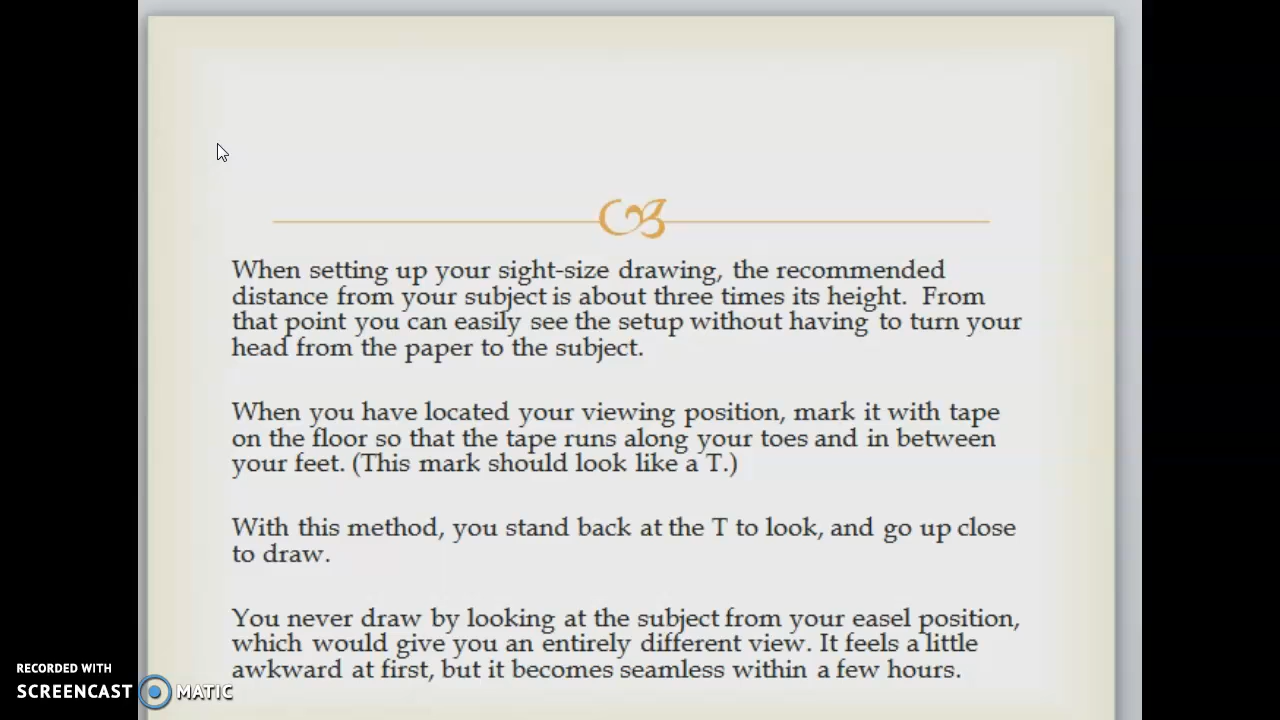 When setting up your sight-size drawing, the recommended
distance from your subject is about three times its height.  From
that point you can easily see the setup without having to turn your
head from the paper to the subject.
When you have located your viewing position, mark it with tape
on the floor so that the tape runs along your toes and in between
your feet. (This mark should look like a T.)
With this method, you stand back at the T to look, and go up close
to draw.
You never draw by looking at the subject from your easel position,
which would give you an entirely different view. It feels a little
awkward at first, but it becomes seamless within a few hours.
RECORDED WITH
SCREENCAST MATIC